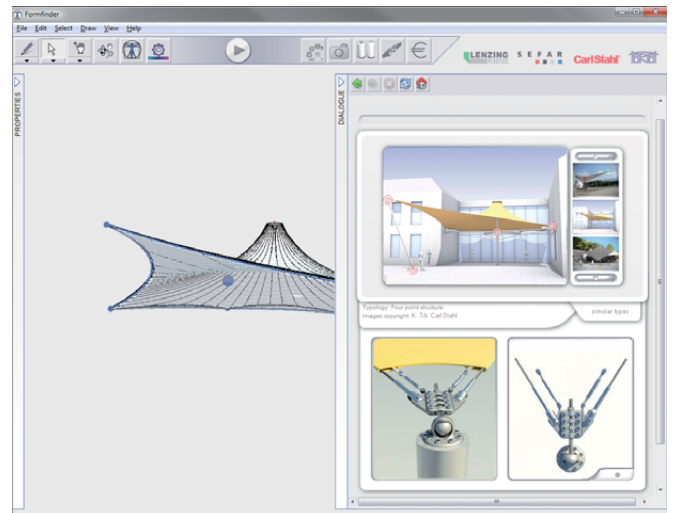 Formfinder
File Edit Select Draw View Help
LENZING SEFAR CarlStahl
PROPERTIES
DIALOGUE
Typology: Four point structure
Images copyright: K, TA: Carl Stahl
simular types